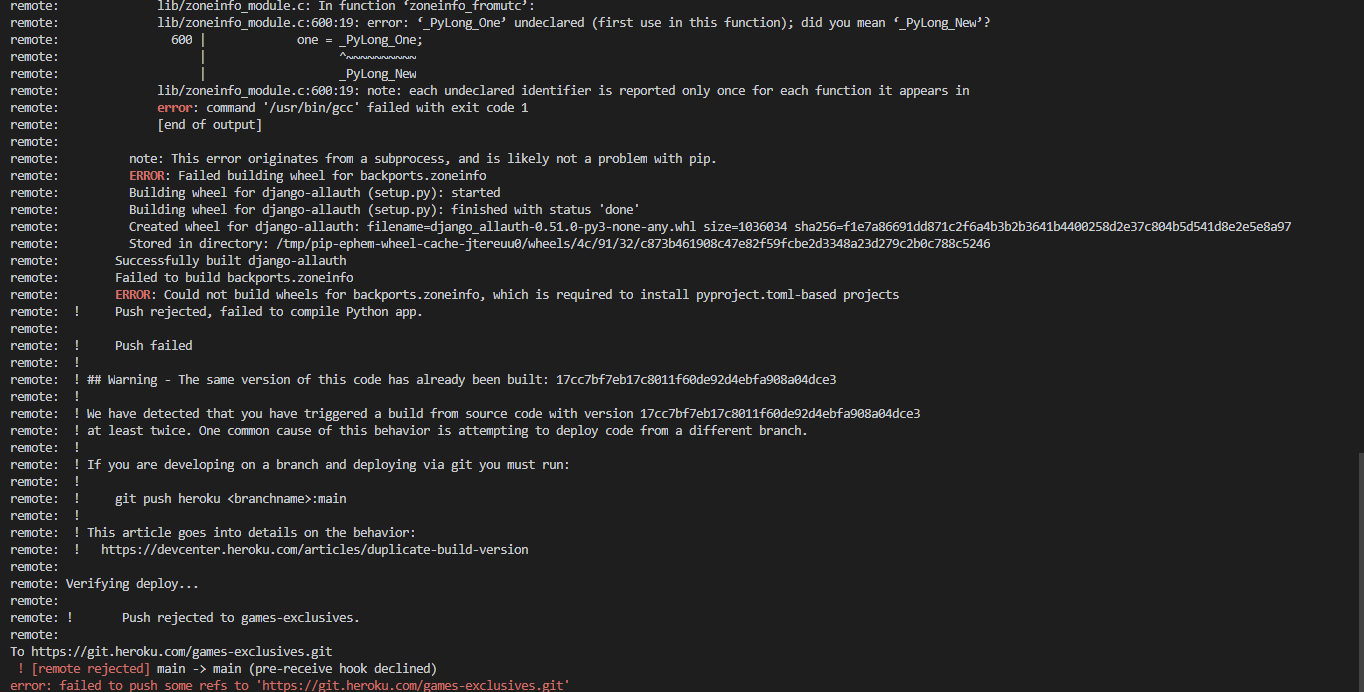 remote:              lib/zoneinfo_module.c: In function ‘zoneinfo_fromutc’:
remote:              lib/zoneinfo_module.c:600:19: error: ‘_PyLong_One’ undeclared (first use in this function); did you mean ‘_PyLong_New’?
remote:                600 |             one = _PyLong_One;
remote:                    |                   ^~~~~~~~~~~
remote:                    |                   _PyLong_New
remote:              lib/zoneinfo_module.c:600:19: note: each undeclared identifier is reported only once for each function it appears in
remote:              error: command '/usr/bin/gcc' failed with exit code 1
remote:              [end of output]
remote:
remote:          note: This error originates from a subprocess, and is likely not a problem with pip.
remote:          ERROR: Failed building wheel for backports.zoneinfo
remote:          Building wheel for django-allauth (setup.py): started
remote:          Building wheel for django-allauth (setup.py): finished with status 'done'
remote:          Created wheel for django-allauth: filename=django_allauth-0.51.0-py3-none-any.whl size=1036034 sha256=f1e7a86691dd871c2f6a4b3b2b3641b4400258d2e37c804b5d541d8e2e5e8a97
remote:          Stored in directory: /tmp/pip-ephem-wheel-cache-jtereuu0/wheels/4c/91/32/c873b461908c47e82f59fcbe2d3348a23d279c2b0c788c5246
remote:        Successfully built django-allauth
remote:        Failed to build backports.zoneinfo
remote:        ERROR: Could not build wheels for backports.zoneinfo, which is required to install pyproject.toml-based projects
remote:  !     Push rejected, failed to compile Python app.
remote:
remote:  !     Push failed
remote:  !
remote:  ! ## Warning - The same version of this code has already been built: 17cc7bf7eb17c8011f60de92d4ebfa908a04dce3
remote:  !
remote:  ! We have detected that you have triggered a build from source code with version 17cc7bf7eb17c8011f60de92d4ebfa908a04dce3
remote:  ! at least twice. One common cause of this behavior is attempting to deploy code from a different branch.
remote:  !
remote:  ! If you are developing on a branch and deploying via git you must run:
remote:  !
remote:  !     git push heroku <branchname>:main
remote:  !
remote:  ! This article goes into details on the behavior:
remote:  !   https://devcenter.heroku.com/articles/duplicate-build-version
remote:
remote: Verifying deploy...
remote:
remote: !       Push rejected to games-exclusives.
remote:
To https://git.heroku.com/games-exclusives.git
 ! [remote rejected] main -> main (pre-receive hook declined)
error: failed to push some refs to 'https://git.heroku.com/games-exclusives.git'